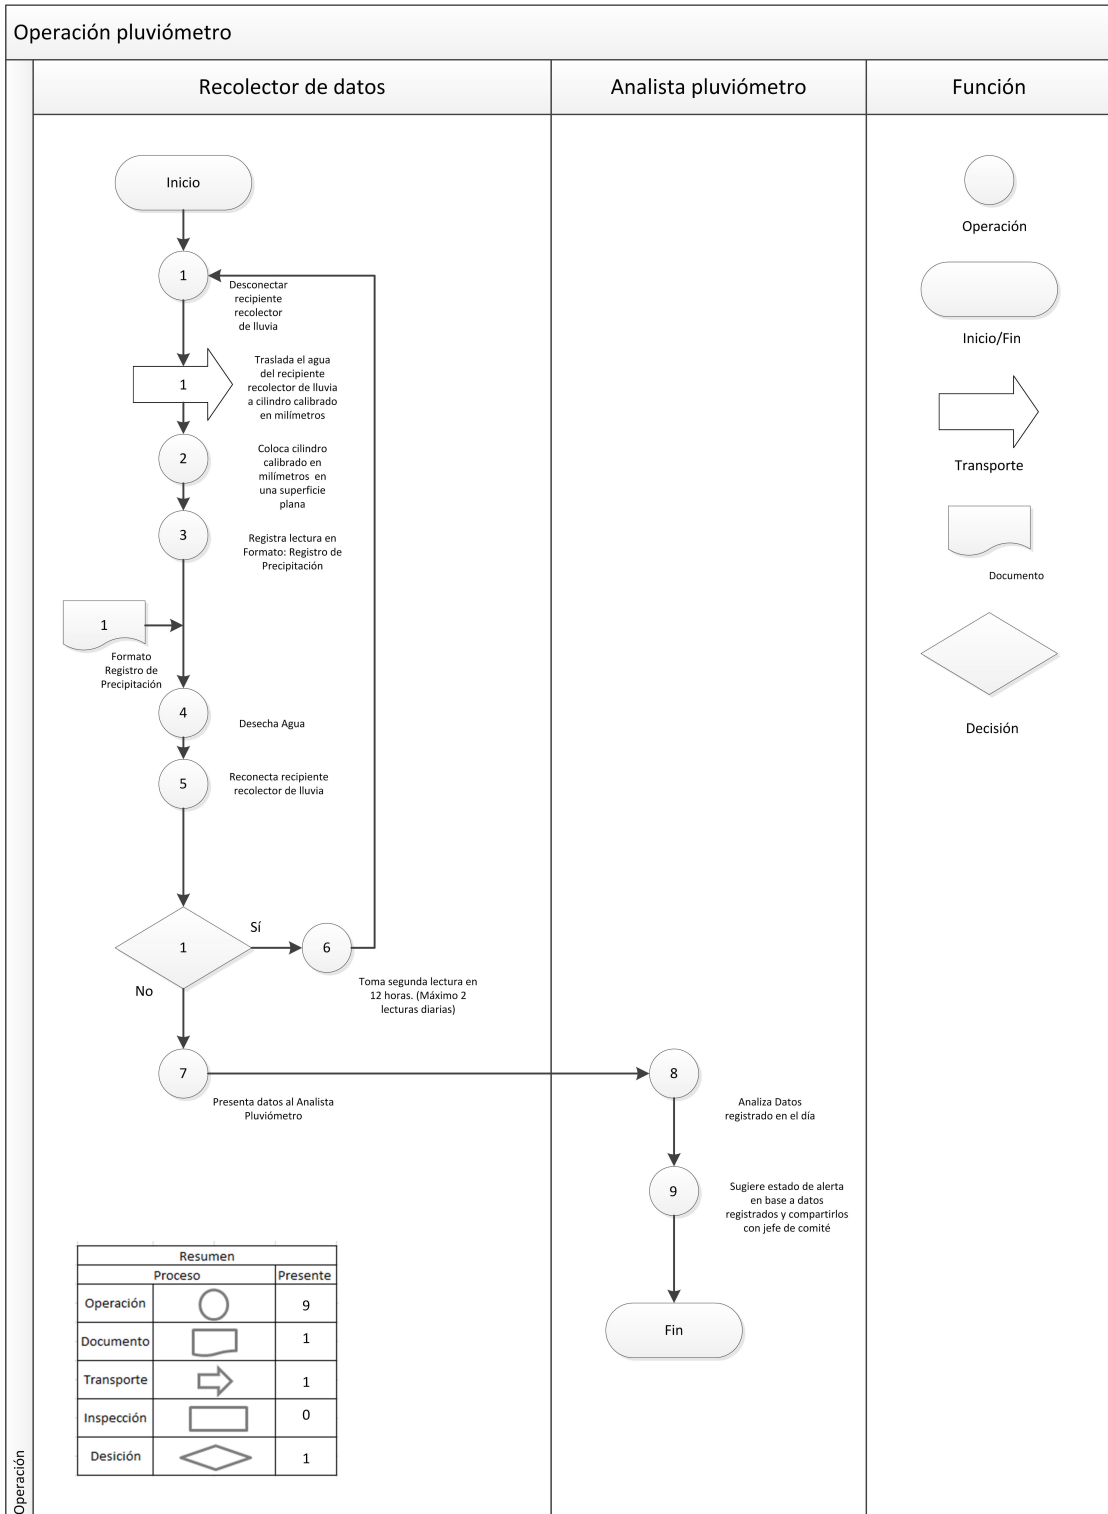 Operación pluviómetro
Recolector de datos
Analista pluviómetro
Función
Inicio
1
Desconectar
recipiente
recolector
de lluvia
1
Traslada el agua
del recipiente
recolector de lluvia
a cilindro calibrado
en milímetros
2
Coloca cilindro
calibrado en
milímetros en
una superficie
plana
3
Registra lectura en
Formato: Registro de
Precipitación
1
Formato
Registro de
Precipitación
4
Desecha Agua
5
Reconecta recipiente
recolector de lluvia
1
Sí
No
6
Toma segunda lectura en
12 horas. (Máximo 2
lecturas diarias)
7
Presenta datos al Analista
Pluviómetro
8
Analiza Datos
registrado en el día
9
Sugiere estado de alerta
en base a datos
registrados y compartirlos
con jefe de comité
Fin
Operación
Inicio/Fin
Transporte
Documento
Decisión
Resumen
Proceso Presente
Operación 9
Documento 1
Transporte 1
Inspección 0
Desición 1
Operación